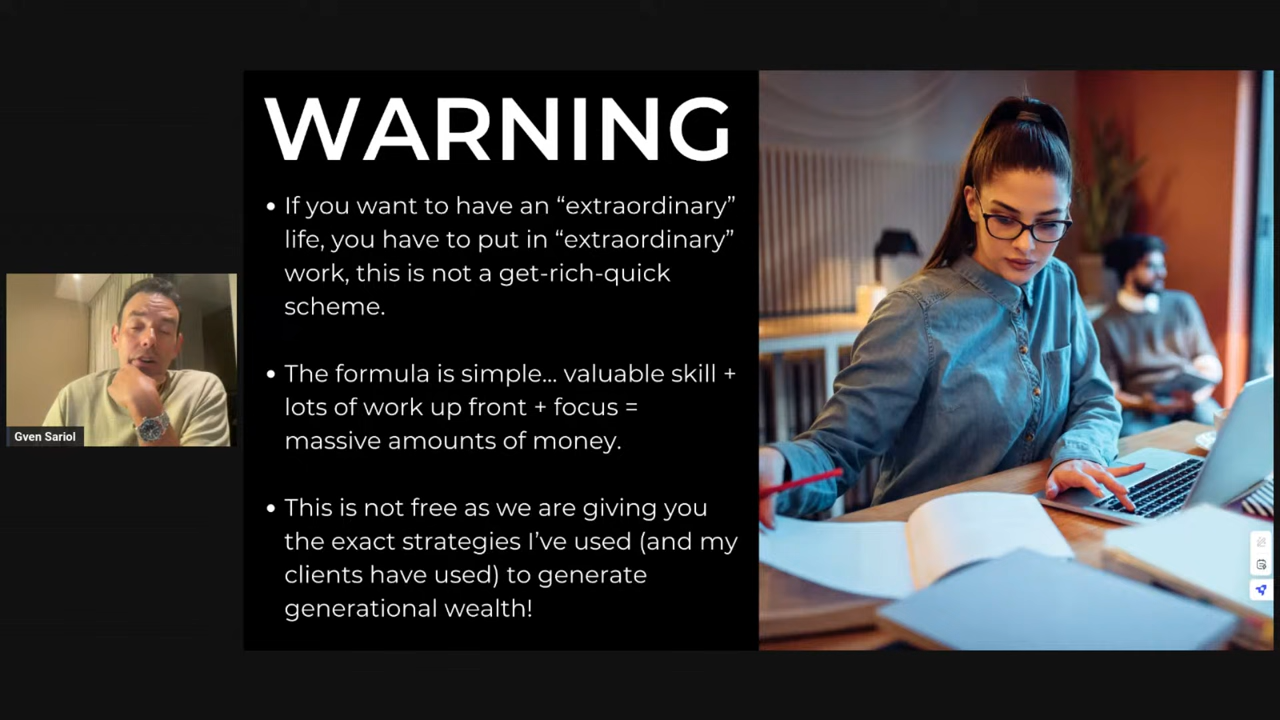 WARNING
• If you want to have an “extraordinary”
life, you have to put in “extraordinary”
work, this is not a get-rich-quick
scheme.
• The formula is simple... valuable skill +
lots of work up front + focus =
massive amounts of money.
• This is not free as we are giving you
the exact strategies I’ve used (and my
clients have used) to generate
generational wealth!
Gven Sariol